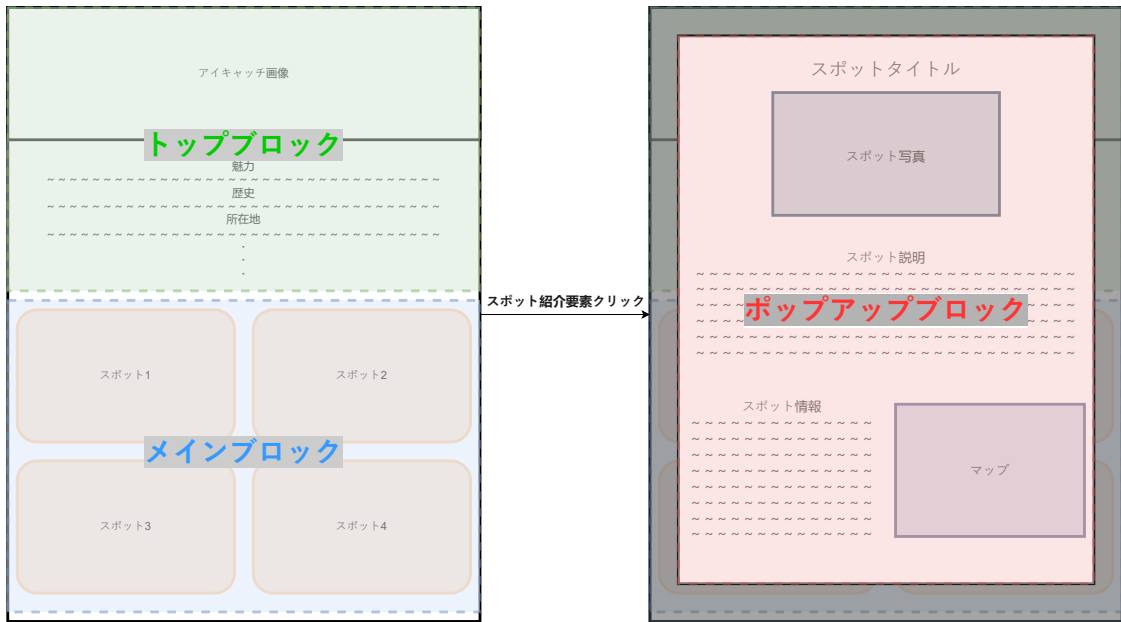 アイキャッチ画像
トップブロック
魅力
～～～～～～～～～～～～～～～～～～～～～～～～～～～～～～
歴史
～～～～～～～～～～～～～～～～～～～～～～～～～～～～～～
所在地
～～～～～～～～～～～～～～～～～～～～～～～～～～～～～～
・
・
・
スポット1
スポット2
メインブロック
スポット3
スポット4
スポット紹介要素クリック
スポットタイトル
スポット写真
スポット説明
～～～～～～～～～～～～～～～～～～～～～～～～～～～～～
～～～～～～～～～～～～～～～～～～～～～～～～～～～～～
～～～～～～～～～～～～～～～～～～～～～～～～～～～～～
ポップアップブロック
～～～～～～～～～～～～～～～～～～～～～～～～～～～～～
～～～～～～～～～～～～～～～～～～～～～～～～～～～～～
～～～～～～～～～～～～～～～～～～～～～～～～～～～～～
スポット情報
～～～～～～～～～～～～～～
～～～～～～～～～～～～～～
～～～～～～～～～～～～～～
～～～～～～～～～～～～～～
～～～～～～～～～～～～～～
～～～～～～～～～～～～～～
～～～～～～～～～～～～～～
～～～～～～～～～～～～～～
マップ